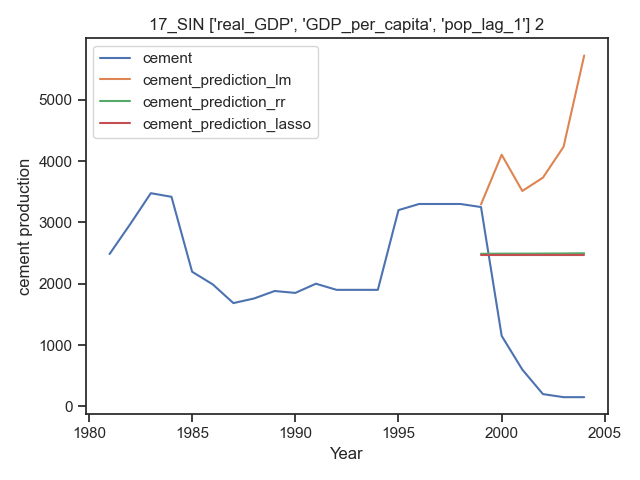 17_SIN ['real_GDP', 'GDP_per_capita', 'pop_lag_1'] 2
cement
cement_prediction_lm
cement_prediction_rr
cement_prediction_lasso
cement production
5000
4000
3000
2000
1000
0
1980
1985
1990
1995
2000
2005
Year